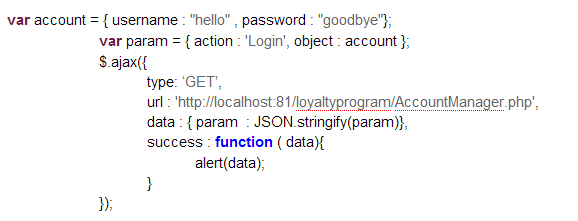 var account = { username : "hello" , password : "goodbye"};
var param = { action : 'Login', object : account };
$.ajax({
type: ‘GET’,
url : 'http://localhost:81/loyaltyprogram/AccountManager.php',
data : { param  : JSON.stringify(param)},
success : function ( data){
alert(data);
}
});